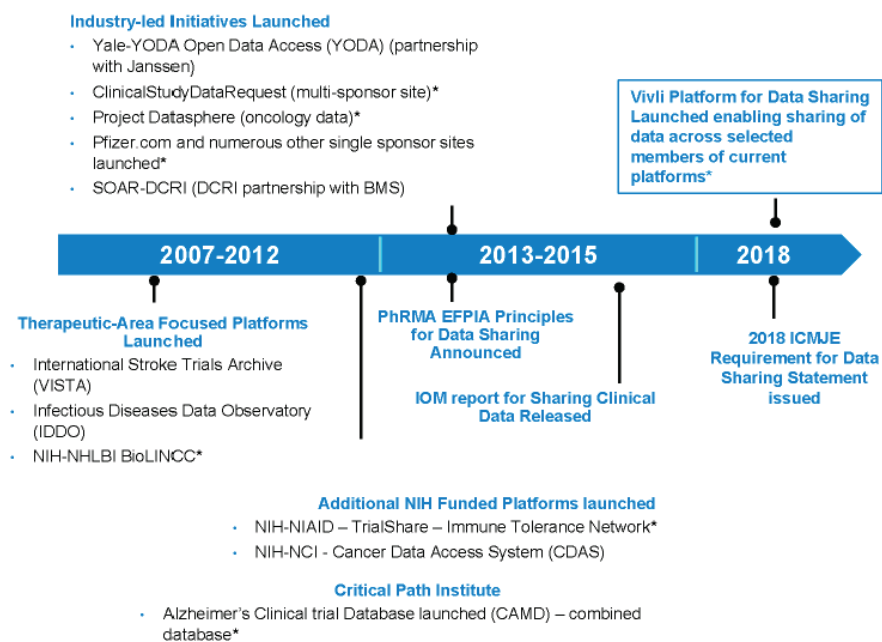 Industry-led Initiatives Launched
• Yale-YODA Open Data Access (YODA) (partnership
with Janssen)
• ClinicalStudyDataRequest (multi-sponsor site)*
• Project Datasphere (oncology data)*
• Pfizer.com and numerous other single sponsor sites
launched*
• SOAR-DCRI (DCRI partnership with BMS)
Vivli Platform for Data Sharing
Launched enabling sharing of
data across selected
members of current
platforms*
2007-2012
2013-2015
2018
Therapeutic-Area Focused Platforms
Launched
• International Stroke Trials Archive
(VISTA)
• Infectious Diseases Data Observatory
(IDDO)
• NIH-NHLBI BioLINCC*
PhRMA EFPIA Principles
for Data Sharing
Announced
IOM report for Sharing Clinical
Data Released
2018 ICMJE
Requirement for Data
Sharing Statement
issued
Additional NIH Funded Platforms launched
• NIH-NIAID – TrialShare – Immune Tolerance Network*
• NIH-NCI - Cancer Data Access System (CDAS)
Critical Path Institute
• Alzheimer's Clinical trial Database launched (CAMD) – combined
database*